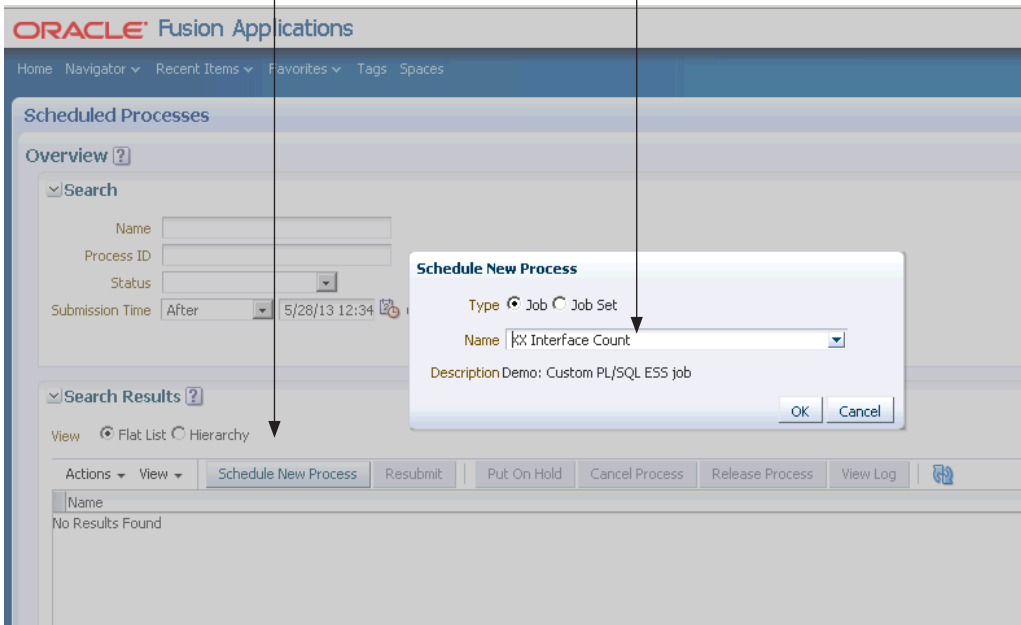 ORACLE Fusion Applications
Home Navigator Recent Items Favorites Tags Spaces
Scheduled Processes
Overview ?
Search
Name
Process ID
Status
Submission Time After 5/28/13 12:34
Schedule New Process
Type Job Job Set
Name XX Interface Count
Description Demo: Custom PL/SQL ESS job
OK Cancel
Search Results ?
View Flat List Hierarchy
Actions View Schedule New Process Resubmit Put On Hold Cancel Process Release Process View Log
Name
No Results Found